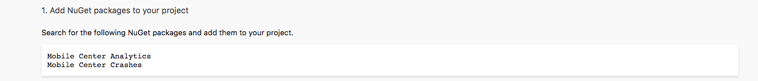 1. Add NuGet packages to your project
Search for the following NuGet packages and add them to your project.
Mobile Center Analytics
Mobile Center Crashes